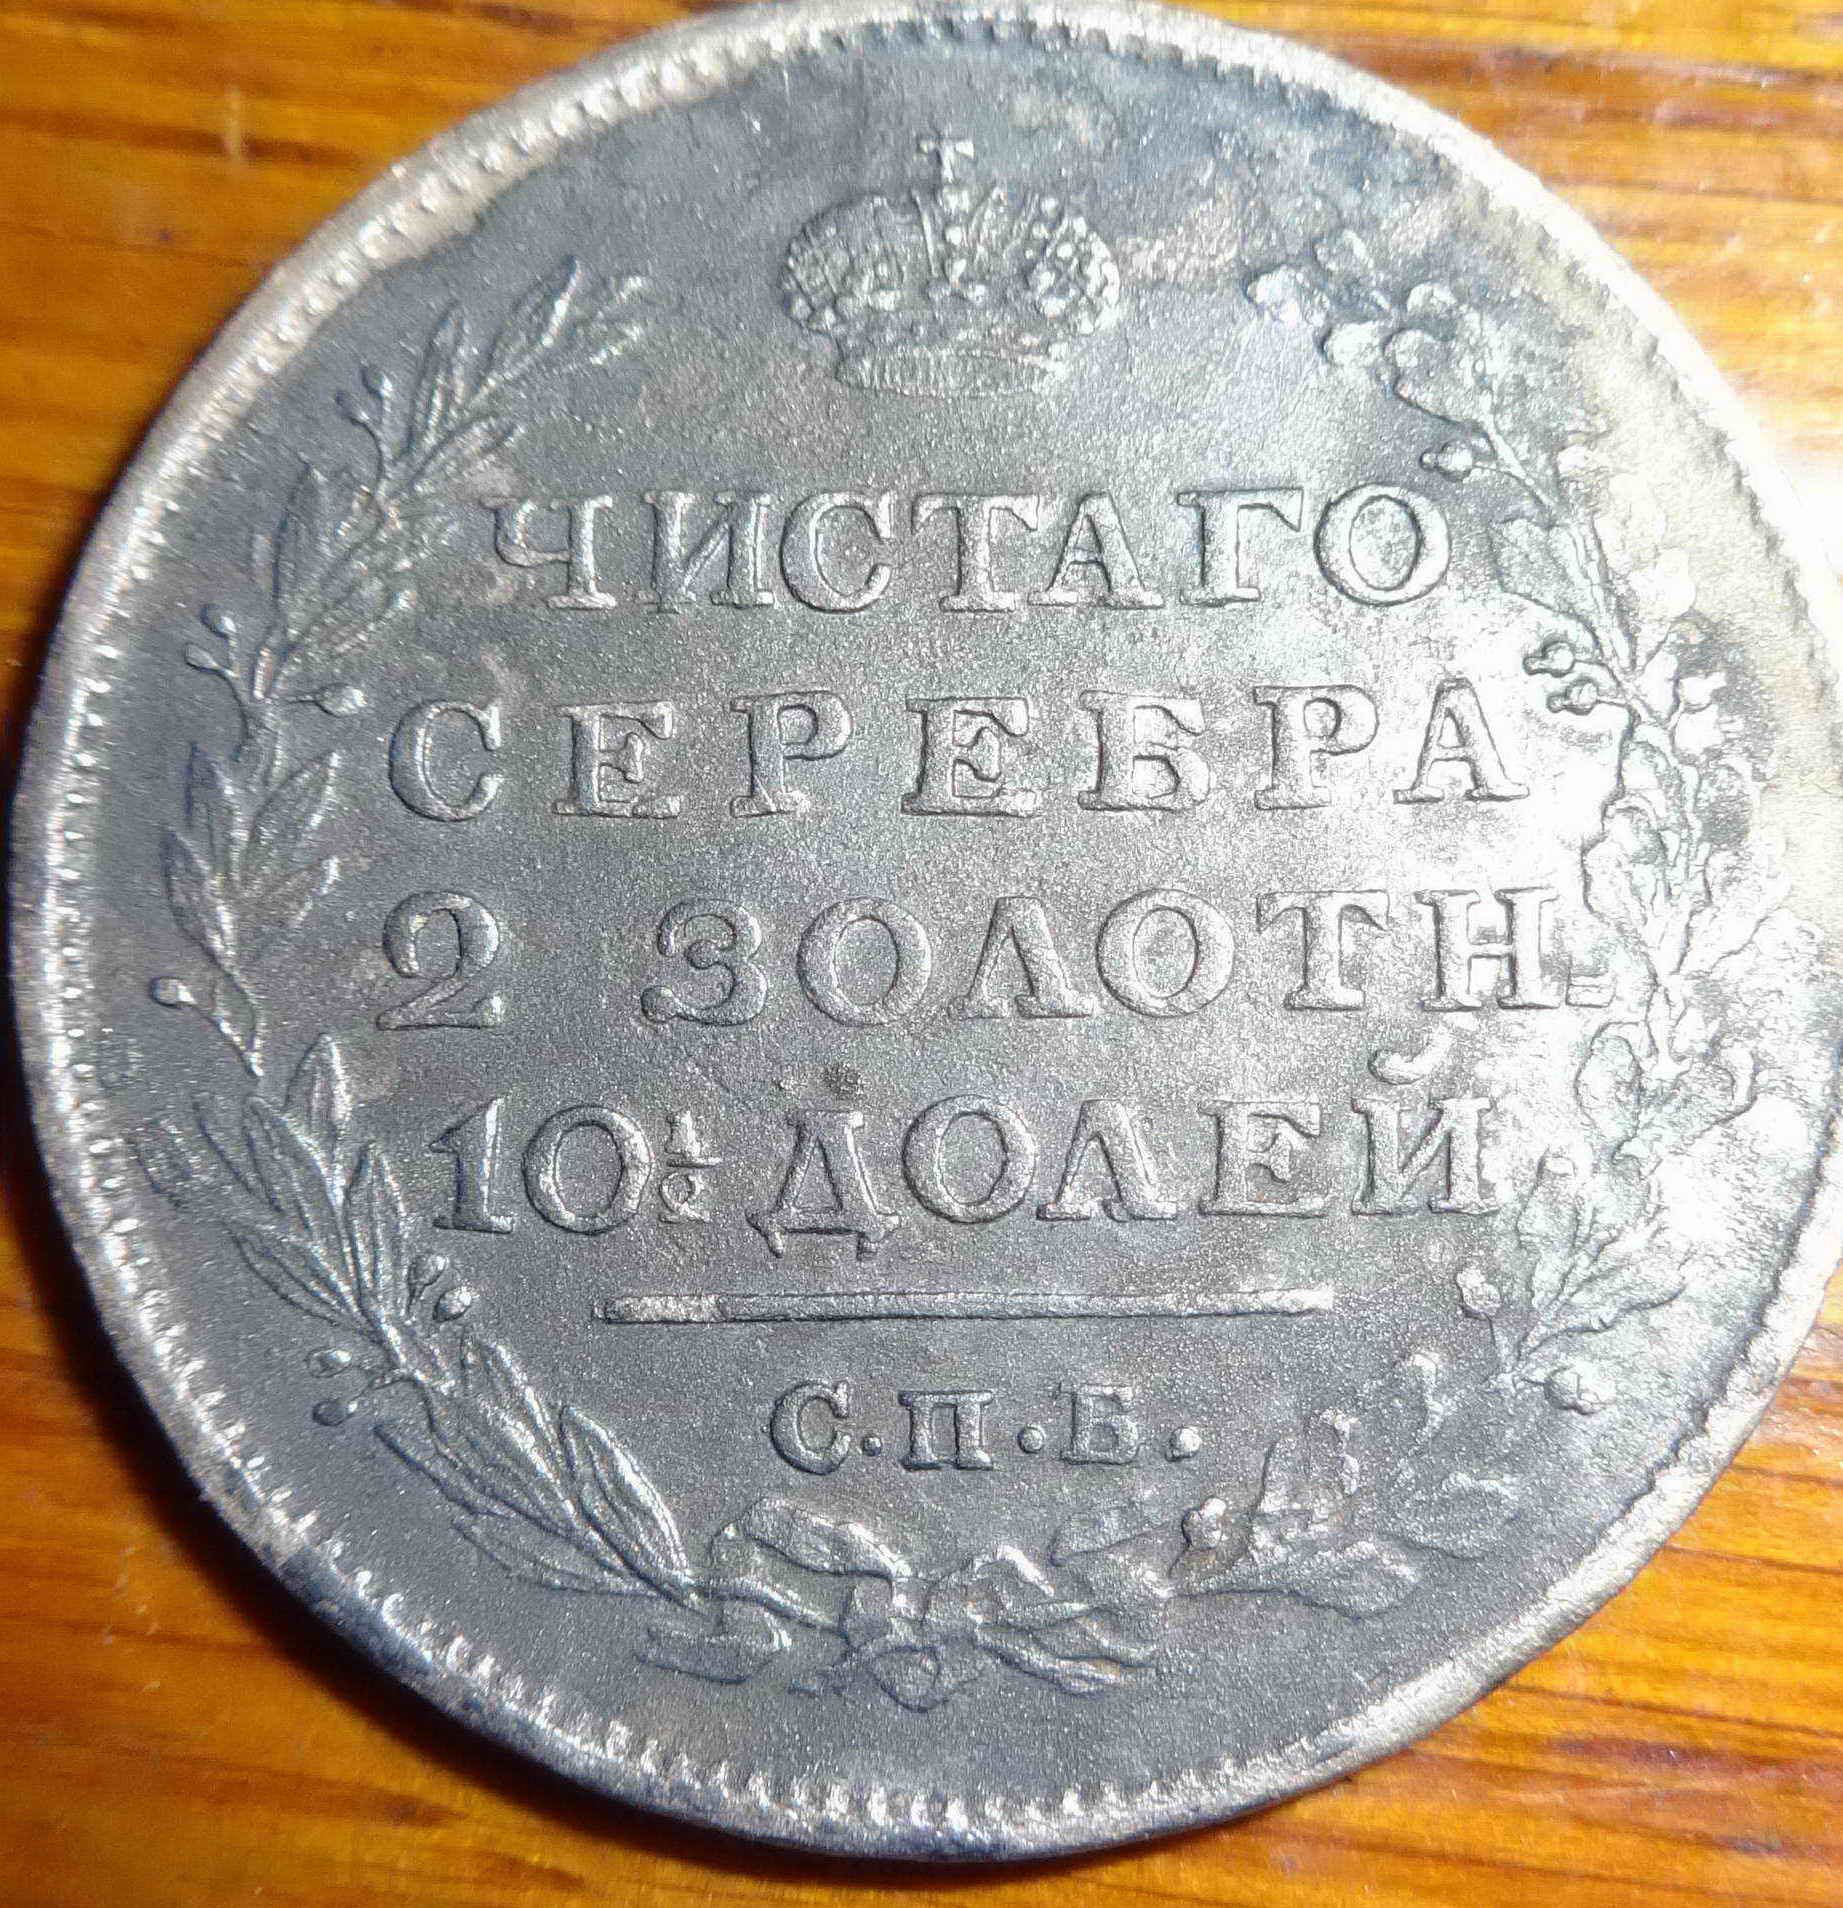 ЧИСТАГО
СЕРЕБРА
2 ЗОЛОТН.
10½ ДОЛЕЙ
С.П.Б.